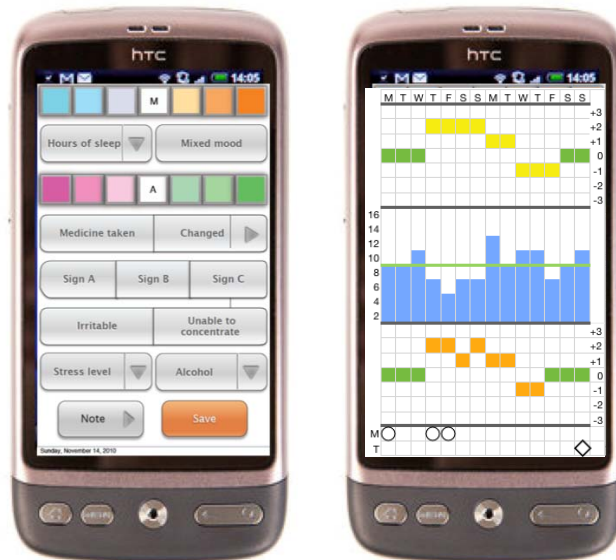 hTC
14:05
M
Hours of sleep
Mixed mood
A
Medicine taken
Changed
Sign A
Sign B
Sign C
Irritable
Unable to
concentrate
Stress level
Alcohol
Note
Save
Sunday, November 14, 2010
hTC
14:05
M T W T F S S M T W T F S S
+3
+2
+1
0
-1
-2
-3
16
14
12
10
8
6
4
2
+3
+2
+1
0
-1
-2
-3
M
T